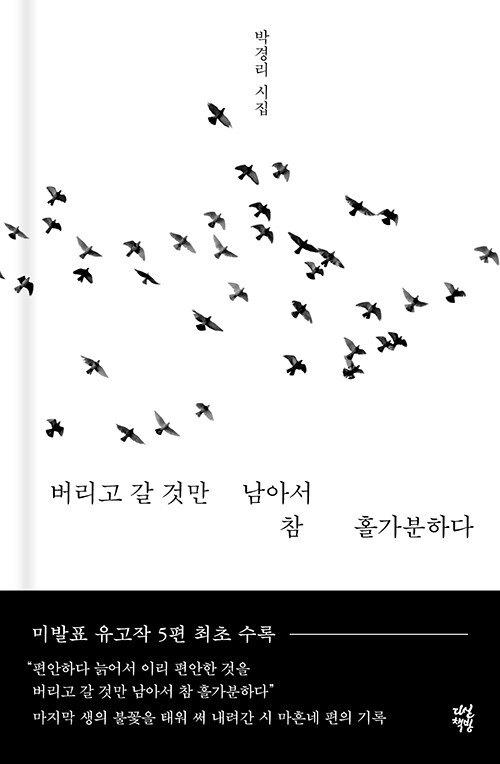 박경리 시집
버리고 갈 것만 남아서
참 홀가분하다
미발표 유고작 5편 최초 수록
“편안하다 늙어서 이리 편안한 것을
버리고 갈 것만 남아서 참 홀가분하다”
마지막 생의 불꽃을 태워 써 내려간 시 마흔네 편의 기록
다산
책방